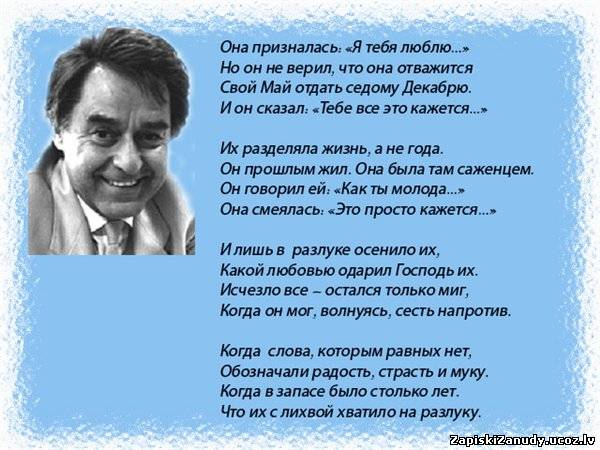 Она призналась: «Я тебя люблю...»
Но он не верил, что она отважится
Свой Май отдать седому Декабрю.
И он сказал: «Тебе все это кажется...»
Их разделяла жизнь, а не года.
Он прошлым жил. Она была там саженцем.
Он говорил ей: «Как ты молода...»
Она смеялась: «Это просто кажется...»
И лишь в разлуке осенило их,
Какой любовью одарил Господь их.
Исчезло все – остался только миг,
Когда он мог, волнуясь, сесть напротив.
Когда слова, которым равных нет,
Обозначали радость, страсть и муку.
Когда в запасе было столько лет.
Что их с лихвой хватило на разлуку.
ZapiskiZanudy.ucoz.lv